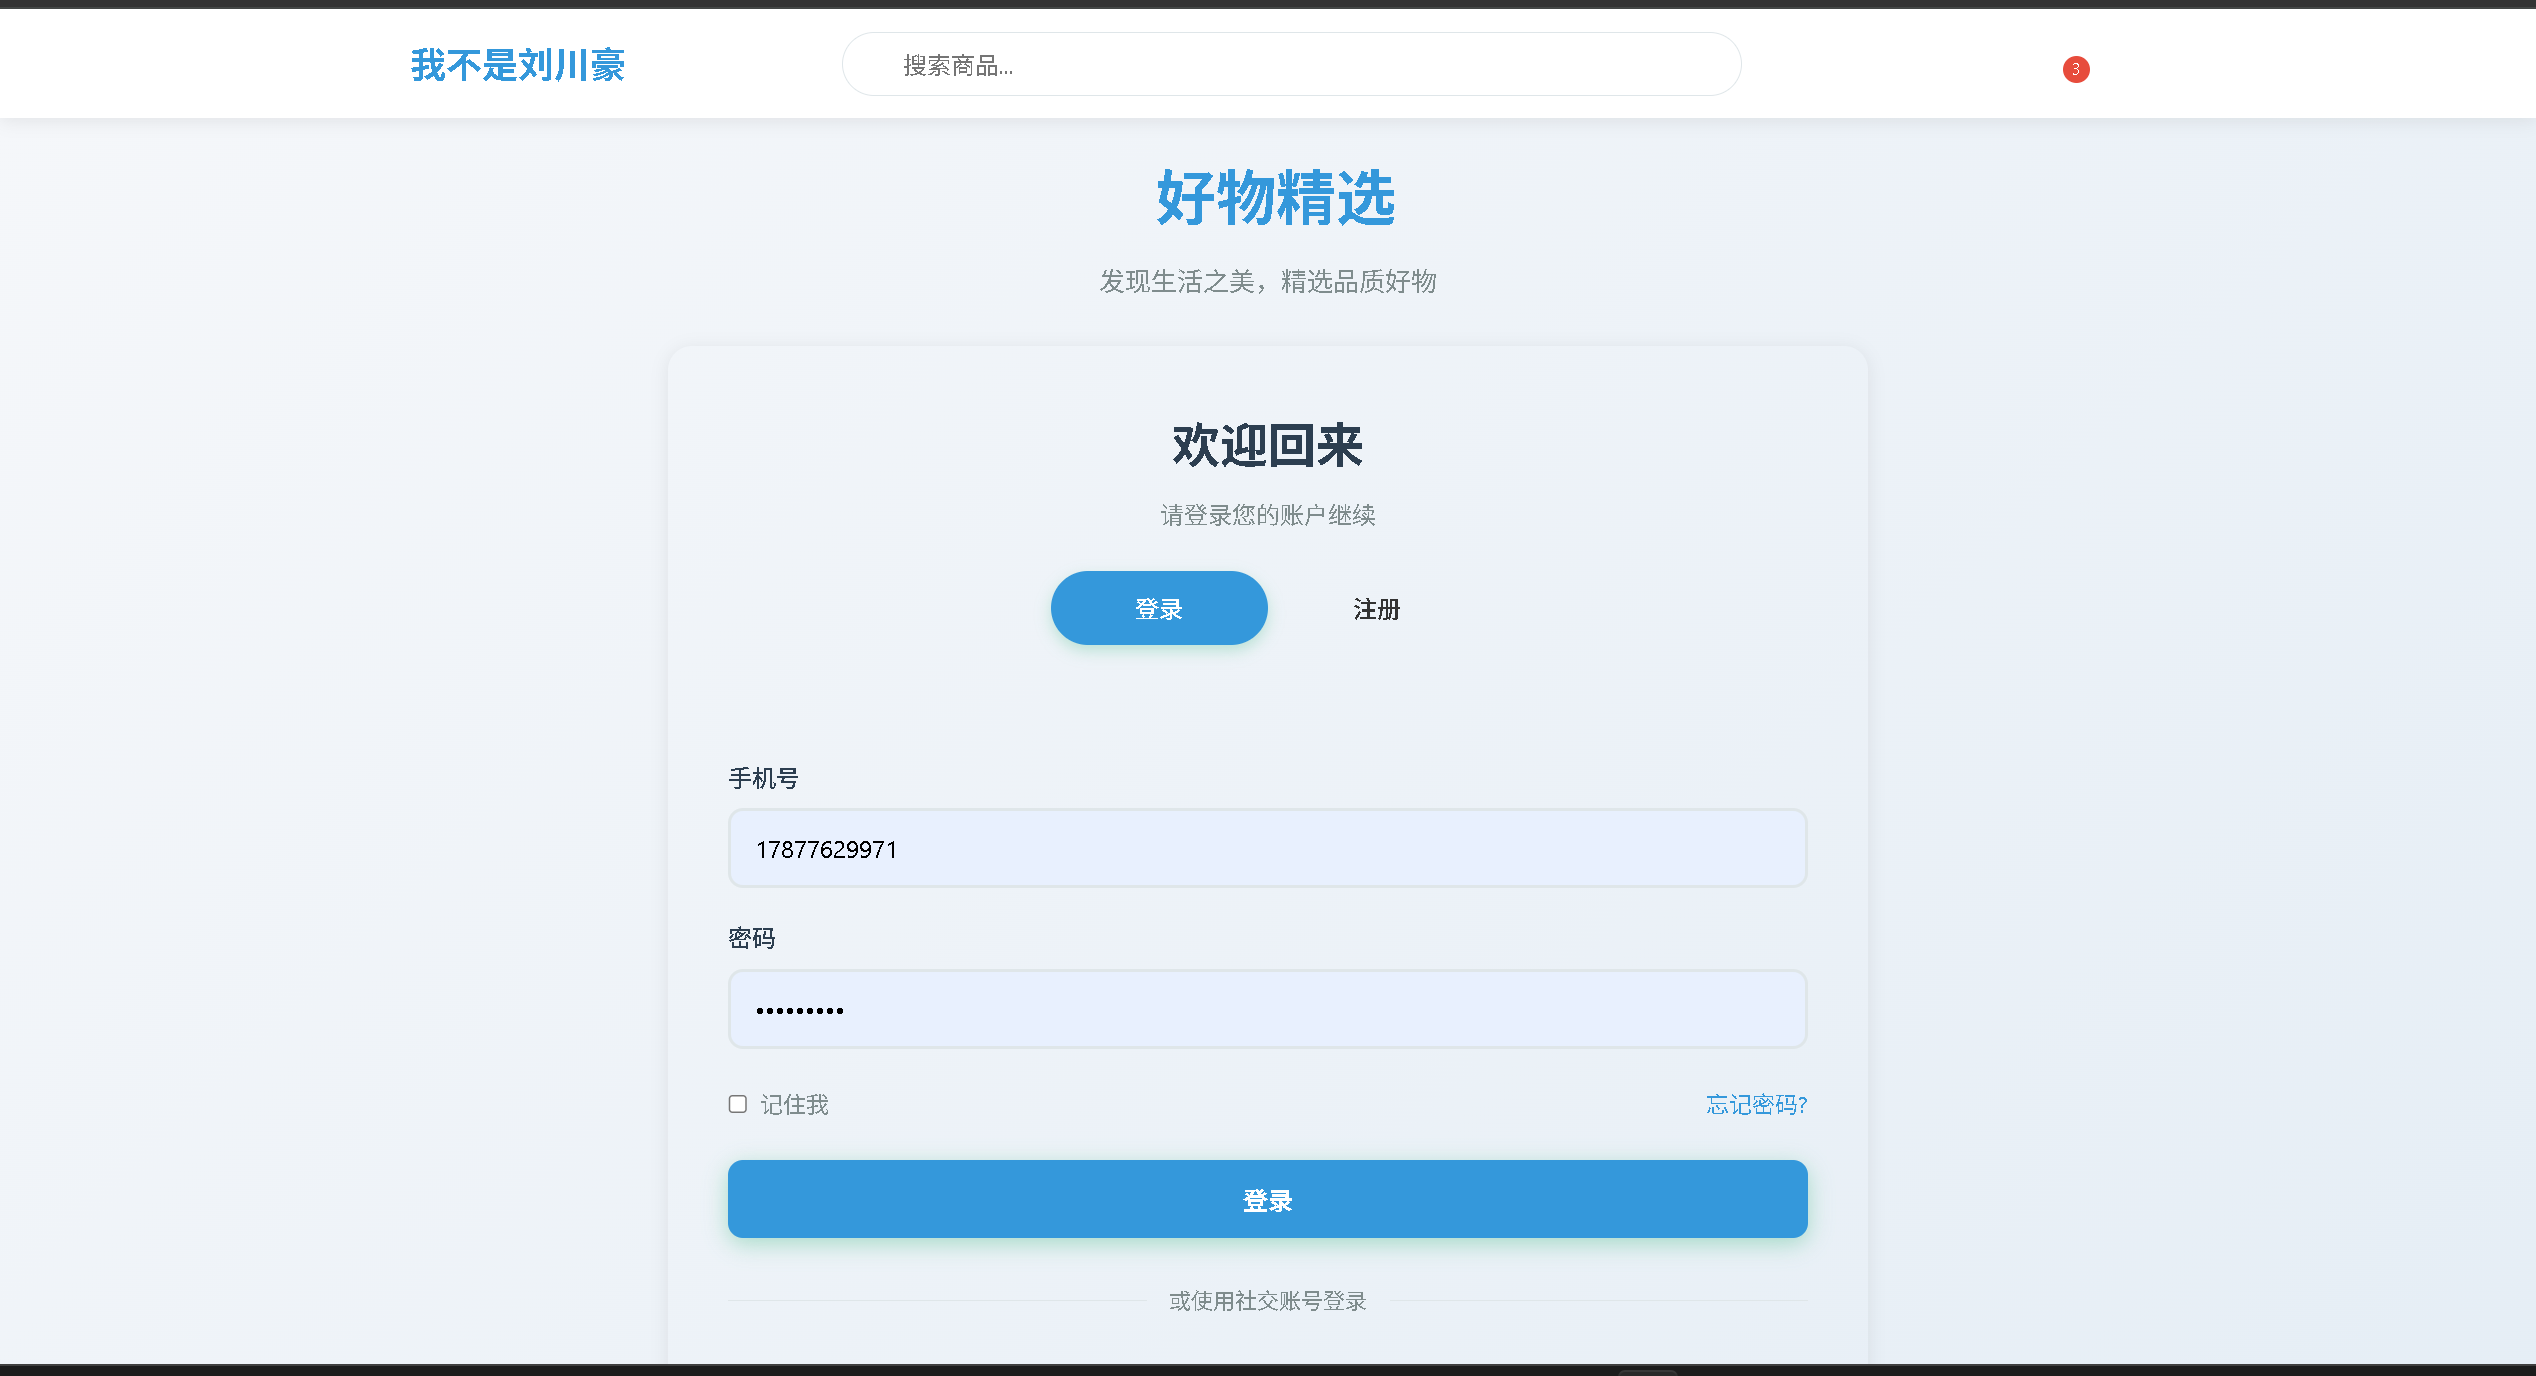 我不是刘川豪
搜索商品...
3
好物精选
发现生活之美，精选品质好物
欢迎回来
请登录您的账户继续
登录 注册
手机号
17877629971
密码
•••••••••
记住我 忘记密码?
登录
或使用社交账号登录